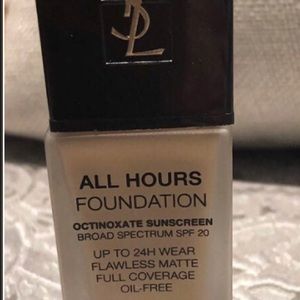 YSL
ALL HOURS
FOUNDATION
OCTINOXATE SUNSCREEN
BROAD SPECTRUM SPF 20
UP TO 24H WEAR
FLAWLESS MATTE
FULL COVERAGE
OIL-FREE